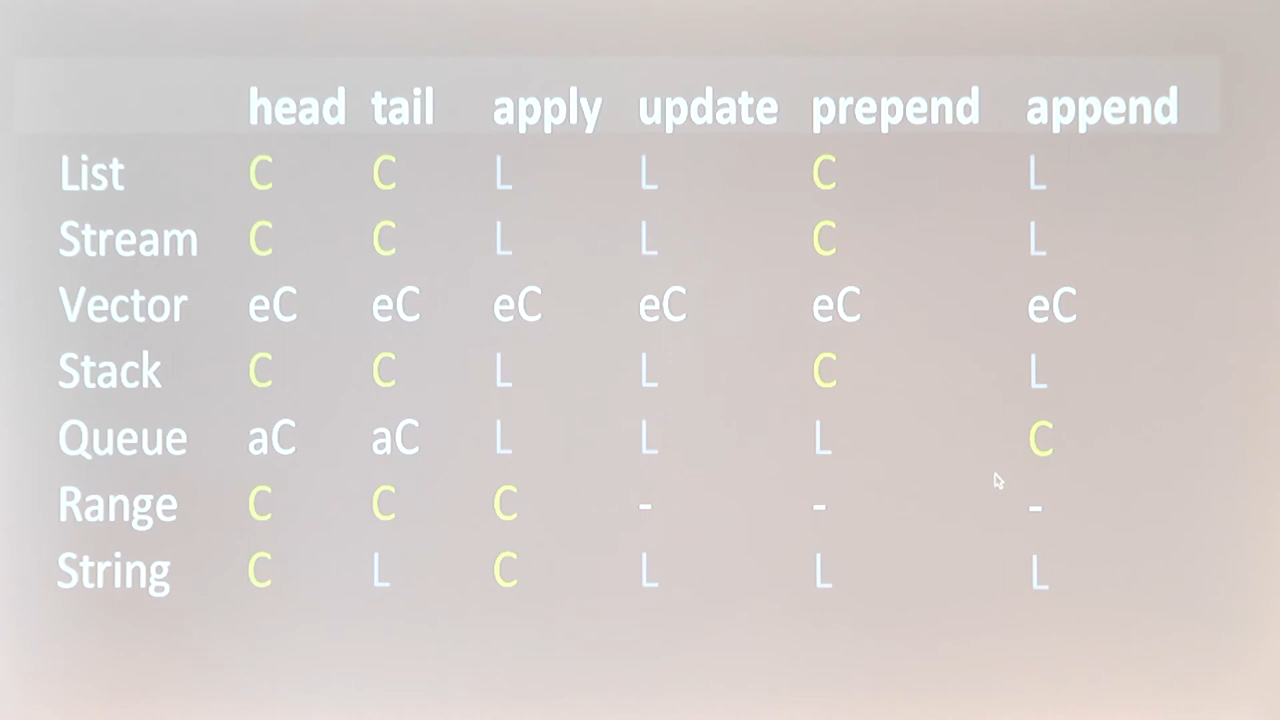 head tail apply update prepend append
List C C L L C L
Stream C C L L C L
Vector eC eC eC eC eC eC
Stack C C L L C L
Queue aC aC L L L C
Range C C C - - -
String C L C L L L